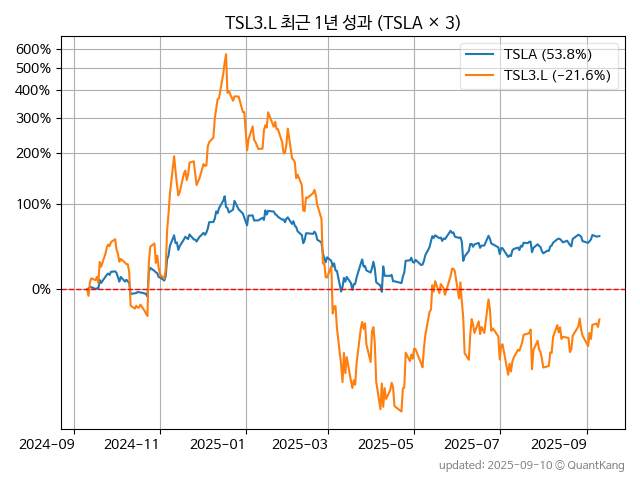 TSL3.L 최근 1년 성과 (TSLA × 3)
600%
500%
400%
300%
200%
100%
0%
TSLA (53.8%)
TSL3.L (−21.6%)
2024-09 2024-11 2025-01 2025-03 2025-05 2025-07 2025-09
updated: 2025-09-10 © QuantKang